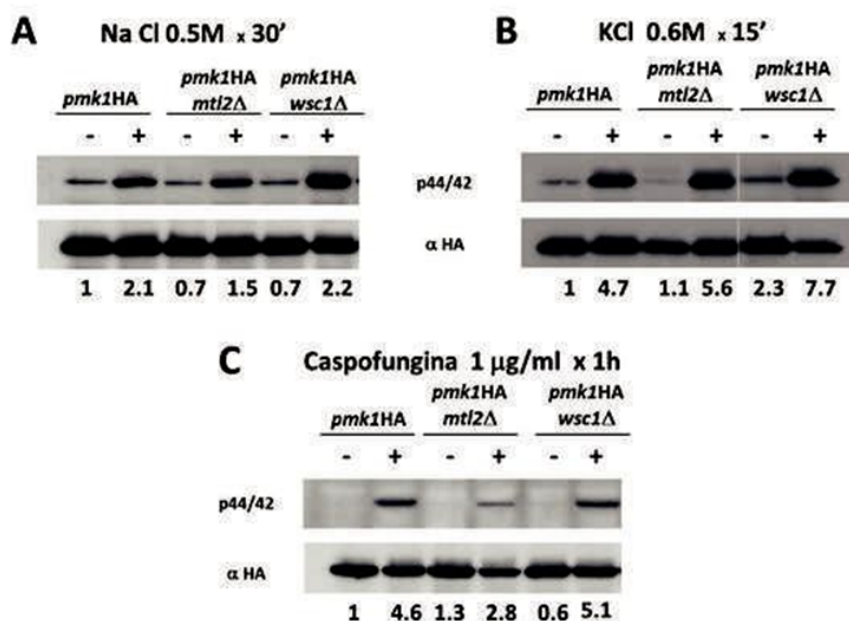 A
Na Cl 0.5M x 30'
pmk1HA
pmk1HA mtl2Δ
pmk1HA wsc1Δ
- + - + - +
1 2.1 0.7 1.5 0.7 2.2
p44/42
α HA
B
KCl 0.6M x 15'
pmk1HA
pmk1HA mtl2Δ
pmk1HA wsc1Δ
- + - + - +
1 4.7 1.1 5.6 2.3 7.7
C
Caspofungina 1 μg/ml x 1h
pmk1HA
pmk1HA mtl2Δ
pmk1HA wsc1Δ
- + - + - +
p44/42
α HA
1 4.6 1.3 2.8 0.6 5.1